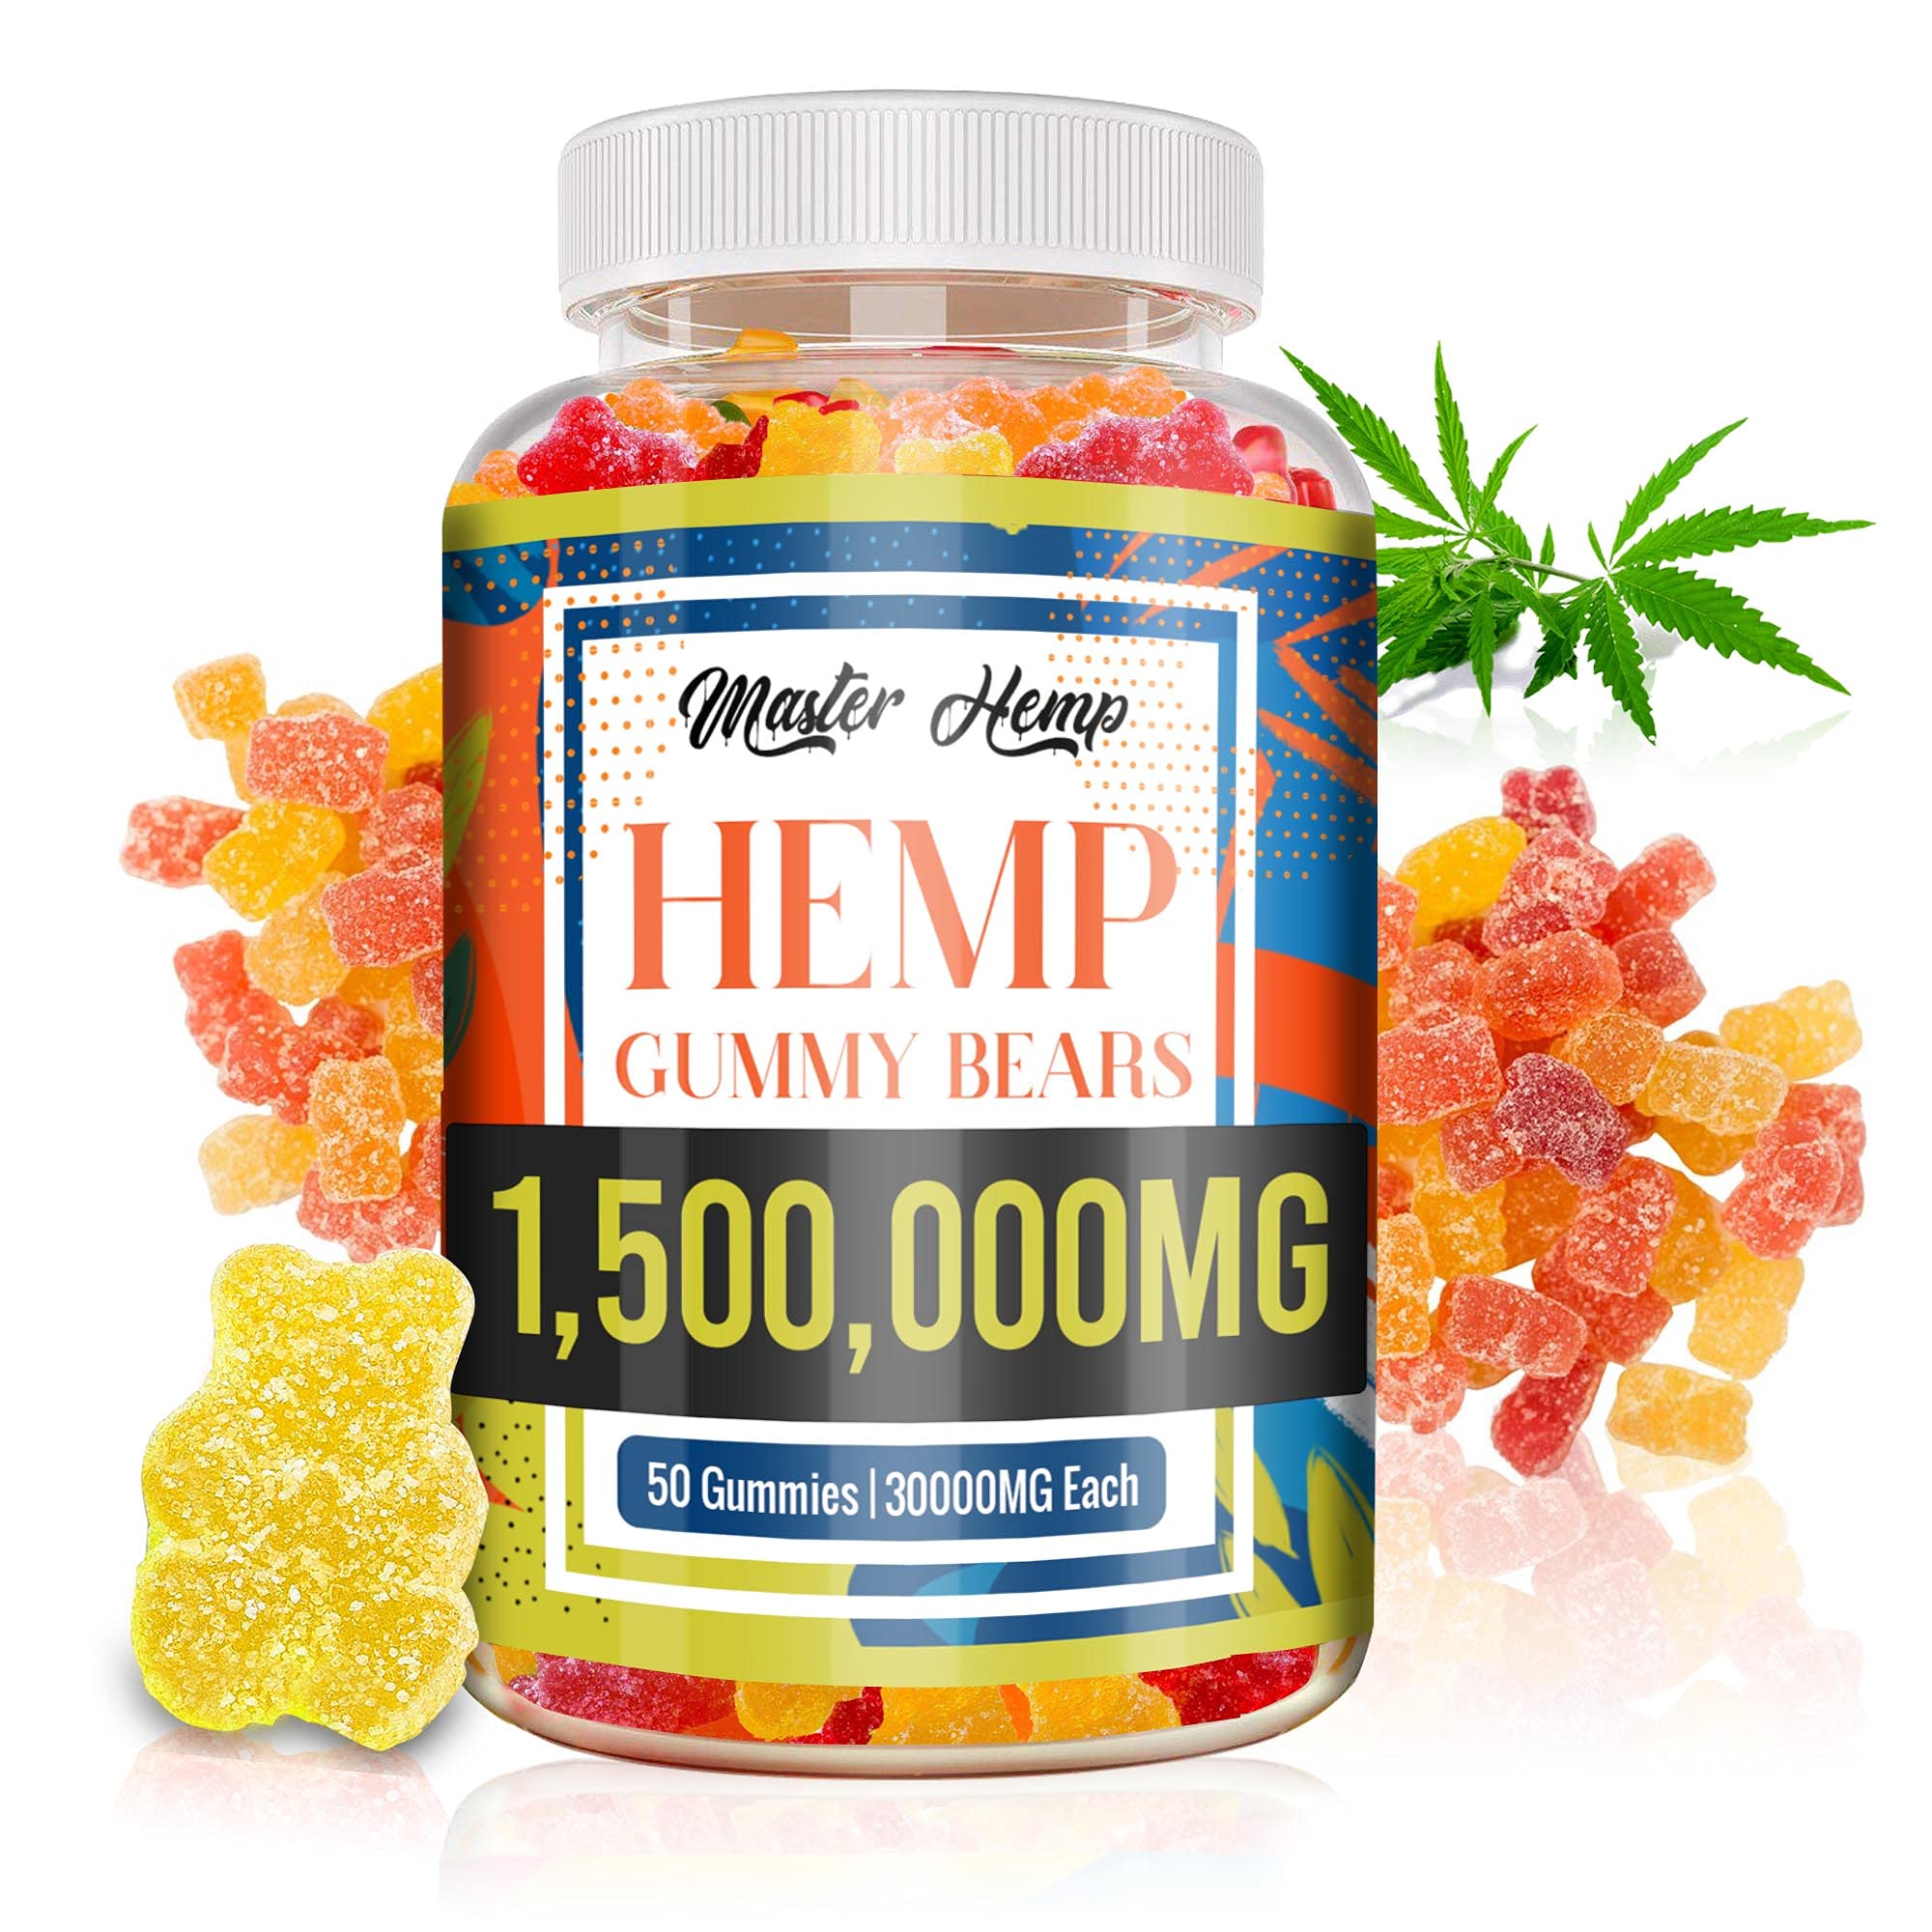 Master Hemp
HEMP
GUMMY BEARS
1,500,000MG
50 Gummies | 30000MG Each